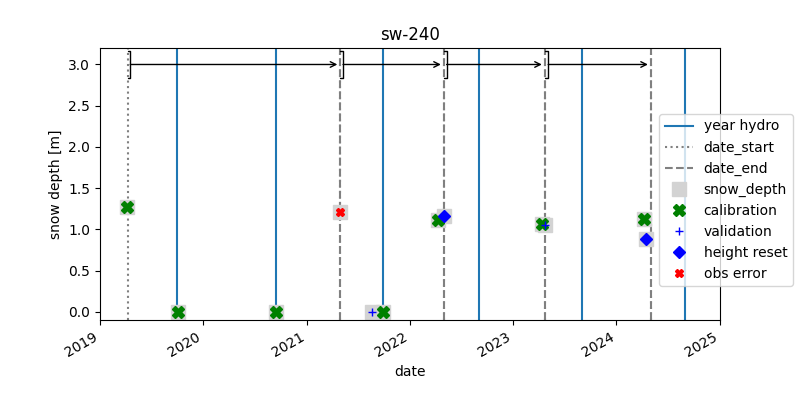 sw-240
3.0
2.5
2.0
1.5
1.0
0.5
0.0
snow depth [m]
2019
2020
2021
2022
2023
2024
2025
date
year hydro
date_start
date_end
snow_depth
calibration
validation
height reset
obs error